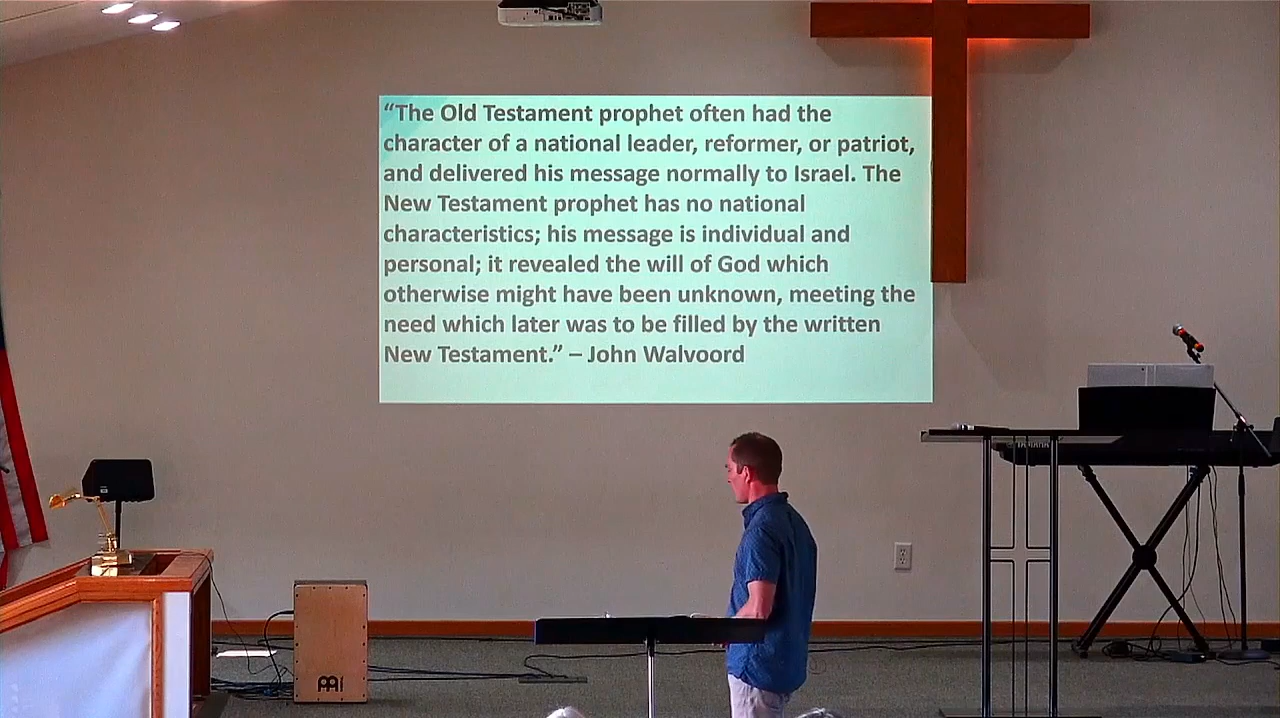 “The Old Testament prophet often had the
character of a national leader, reformer, or patriot,
and delivered his message normally to Israel. The
New Testament prophet has no national
characteristics; his message is individual and
personal; it revealed the will of God which
otherwise might have been unknown, meeting the
need which later was to be filled by the written
New Testament.” – John Walvoord